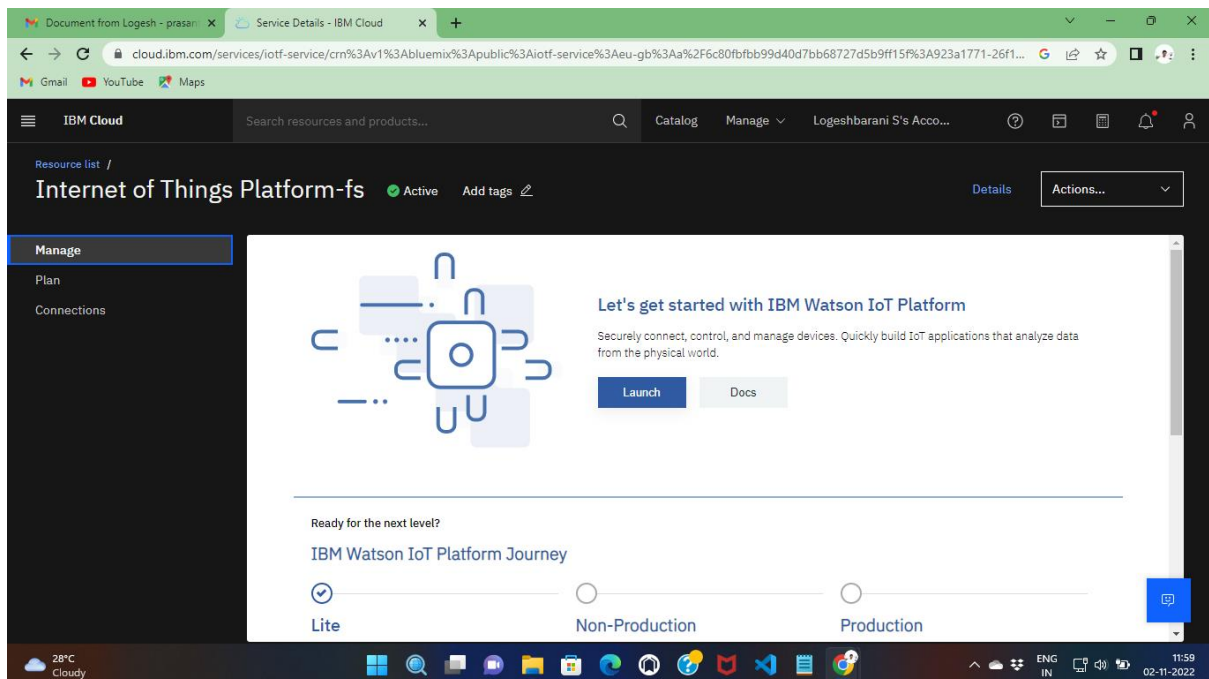 Document from Logesh - prasan
Service Details - IBM Cloud
cloud.ibm.com/services/iotf-service/crn%3Av1%3Abluemix%3Apublic%3Aiotf-service%3Aeu-gb%3Aa%2F6c80fbfbb99d40d7bb68727d5b9ff15f%3A923a1771-26f1...
Gmail YouTube Maps
IBM Cloud Search resources and products... Catalog Manage Logeshbarani S's Acco...
Resource list /
Internet of Things Platform-fs Active Add tags Details Actions...
Manage
Plan
Connections
Let's get started with IBM Watson IoT Platform
Securely connect, control, and manage devices. Quickly build IoT applications that analyze data
from the physical world.
Launch Docs
Ready for the next level?
IBM Watson IoT Platform Journey
Lite Non-Production Production
28°C
Cloudy
ENG
IN
11:59
02-11-2022